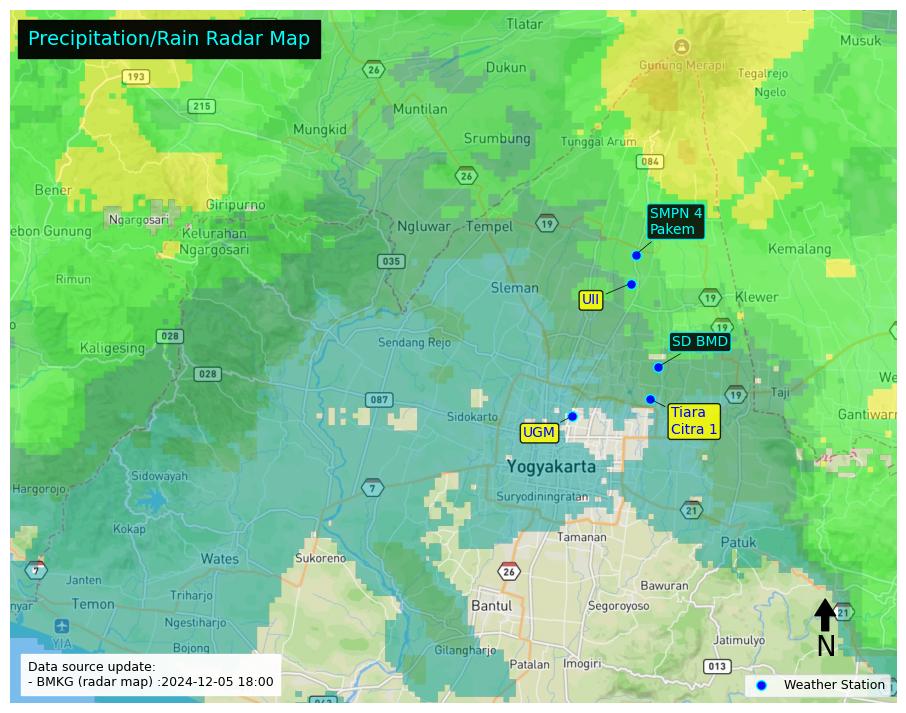 Precipitation/Rain Radar Map
Tlatar
Musuk
26
Gunung Merapi
Dukun
193
Tegalrejo
Ngelo
215
Muntilan
Mungkid
Srumbung
Tunggal Arum
084
26
Bener
Giripurno
SMPN 4
Pakem
Ngargosari
Ngluwar
Tempel
19
ebon Gunung
Kelurahan
Ngargosari
Kemalang
035
Rimun
Sleman
UII
19
Klewer
19
028
Kaligesing
Sendang Rejo
SD BMD
028
We
Taji
087
19
Sidokarto
Tiara
Citra 1
Gantiwarn
UGM
Yogyakarta
Sidowayah
Hargorojo
7
Suryodiningratan
21
Kokap
Tamanan
Patuk
Wates
Sukoreno
7
26
Janten
Bawuran
Triharjo
nyar
Temon
Bantul
Segoroyoso
21
Ngestiharjo
YIA
Jatimulyo
N
Bojong
Gilangharjo
Patalan
Imogiri
013
Data source update:
- BMKG (radar map) :2024-12-05 18:00
Weather Station